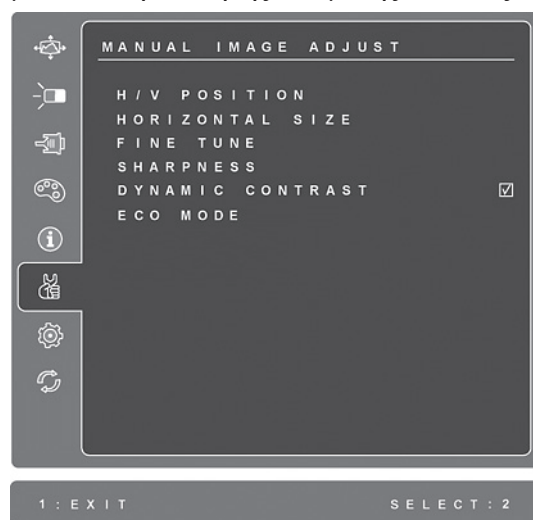 MANUAL IMAGE ADJUST
H/V POSITION
HORIZONTAL SIZE
FINE TUNE
SHARPNESS
DYNAMIC CONTRAST
ECO MODE
1:EXIT SELECT:2